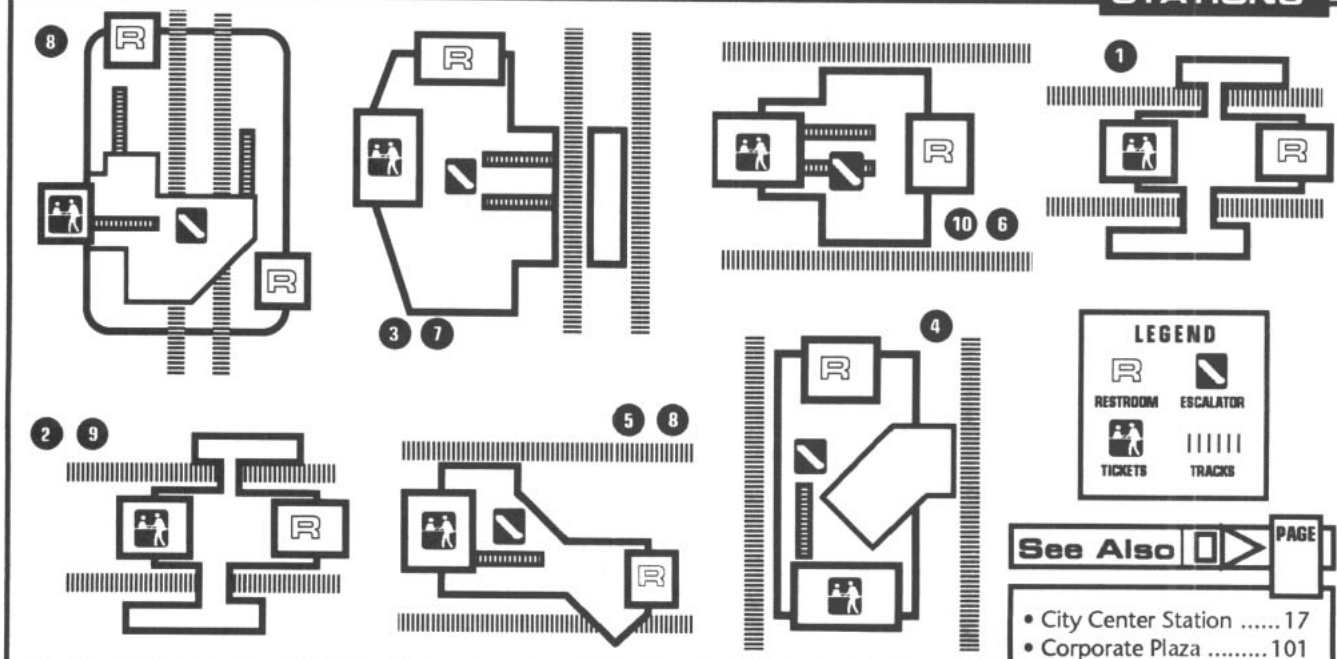 STATIONS
8
R
R
R
3 7
R
10 6
1
R
2 9
R
5 8
R
4
R
LEGEND
R
RESTROOM ESCALATOR
TICKETS TRACKS
See Also PAGE
• City Center Station ......17
• Corporate Plaza .........101